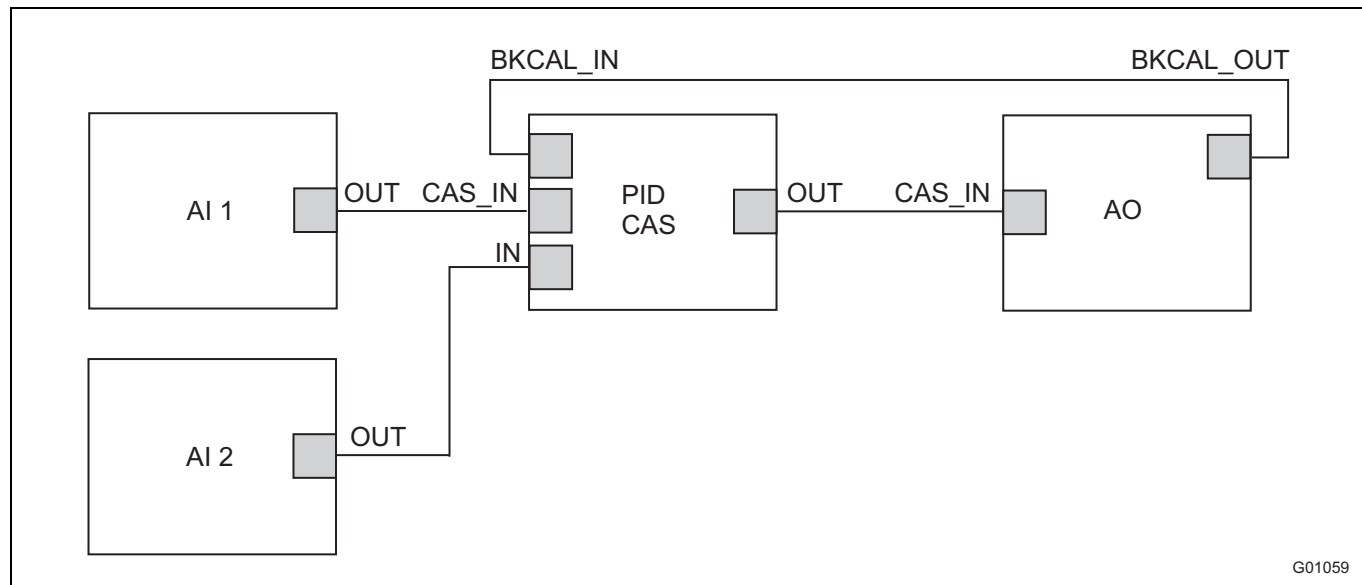 BKCAL_IN
BKCAL_OUT
AI 1
OUT
CAS_IN
PID
CAS
OUT
CAS_IN
AO
IN
AI 2
OUT
G01059